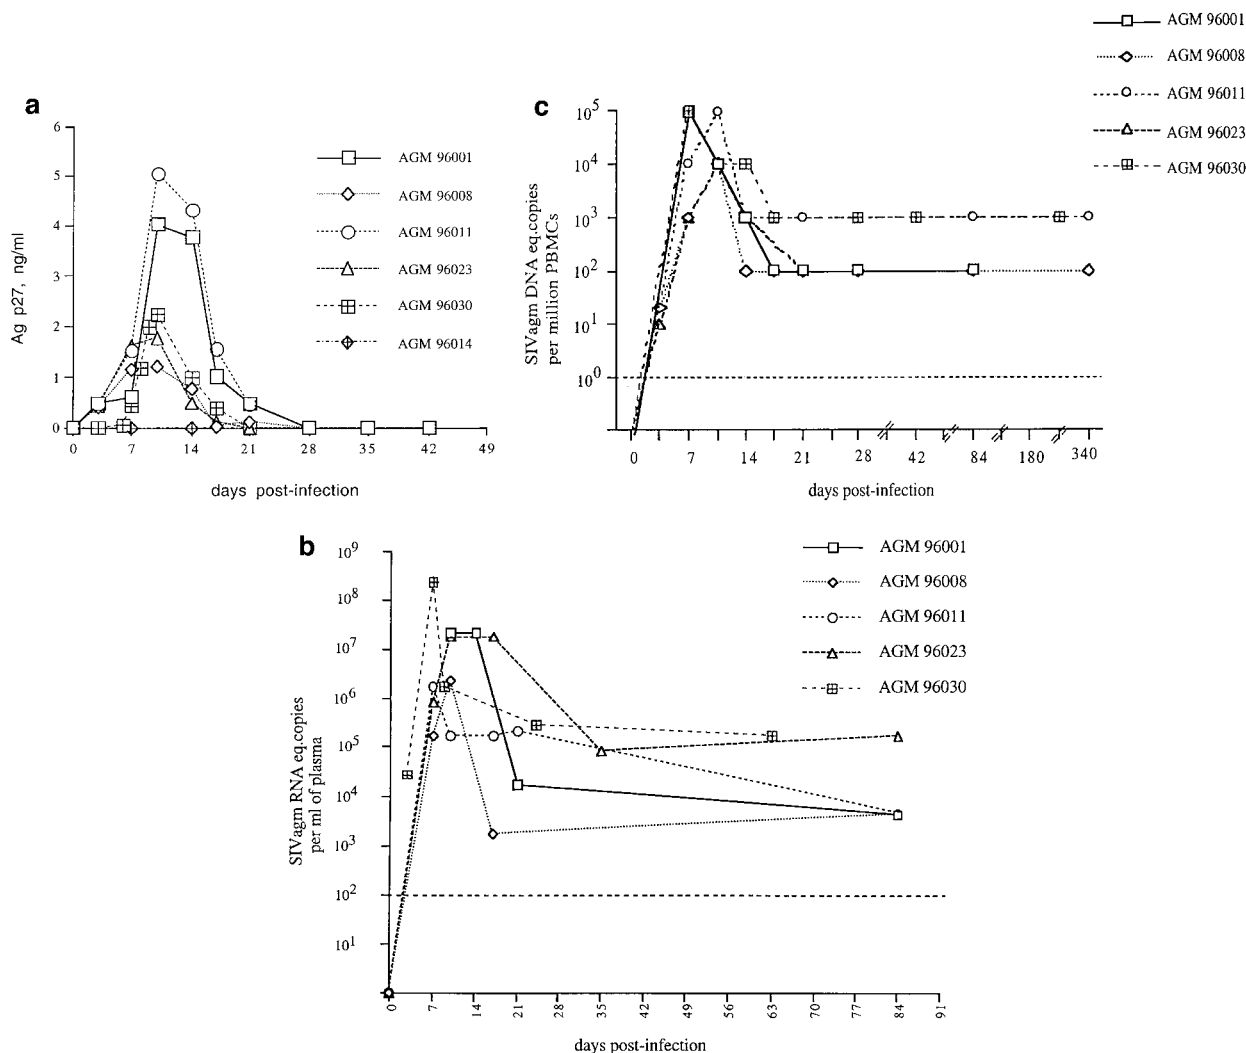 a
6
5
4
3
2
1
0
Ag p27, ng/ml
0 7 14 21 28 35 42 49
days post-infection
AGM 96001
AGM 96008
AGM 96011
AGM 96023
AGM 96030
AGM 96014
c
10^5
10^4
10^3
10^2
10^1
10^0
SIVagm DNA eq.copies
per million PBMCs
0 7 14 21 28 42 84 180 340
days post-infection
AGM 96001
AGM 96008
AGM 96011
AGM 96023
AGM 96030
b
10^9
10^8
10^7
10^6
10^5
10^4
10^3
10^2
10^1
SIVagm RNA eq.copies
per ml of plasma
0 7 14 21 28 35 42 49 56 63 70 77 84 91
days post-infection
AGM 96001
AGM 96008
AGM 96011
AGM 96023
AGM 96030